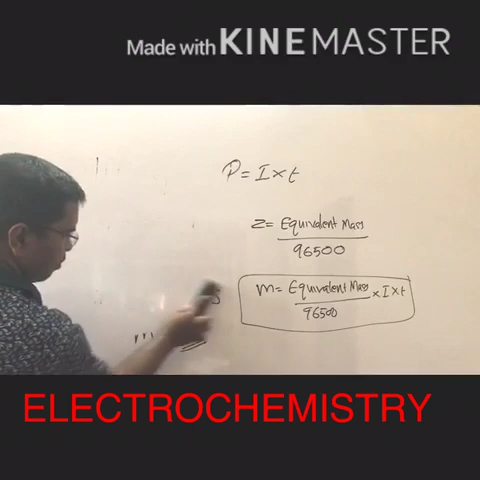 Made with KINEMASTER
P = I × t
Z = Equivalent Mass
96500
m = Equivalent Mass × I × t
96500
ELECTROCHEMISTRY